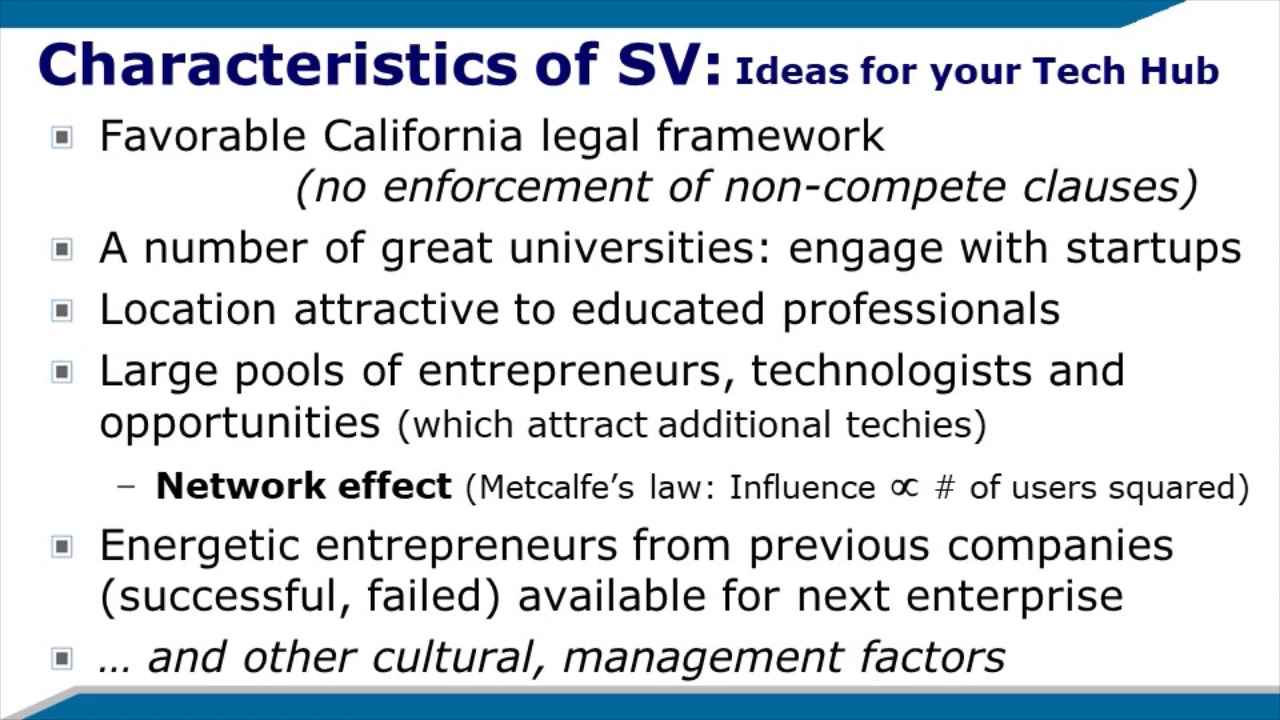 Characteristics of SV: Ideas for your Tech Hub
Favorable California legal framework
(no enforcement of non-compete clauses)
A number of great universities: engage with startups
Location attractive to educated professionals
Large pools of entrepreneurs, technologists and
opportunities (which attract additional techies)
– Network effect (Metcalfe’s law: Influence ∝ # of users squared)
Energetic entrepreneurs from previous companies
(successful, failed) available for next enterprise
… and other cultural, management factors